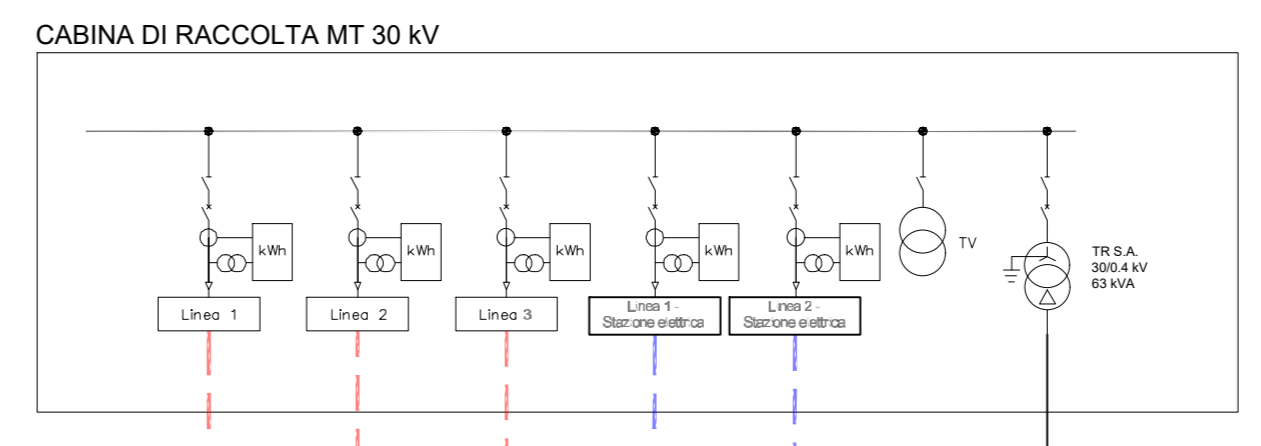 CABINA DI RACCOLTA MT 30 kV
kWh
kWh
kWh
kWh
kWh
TV
TR S.A.
30/0.4 kV
63 kVA
Linea 1
Linea 2
Linea 3
Linea 1 -
Stazione elettrica
Linea 2 -
Stazione elettrica